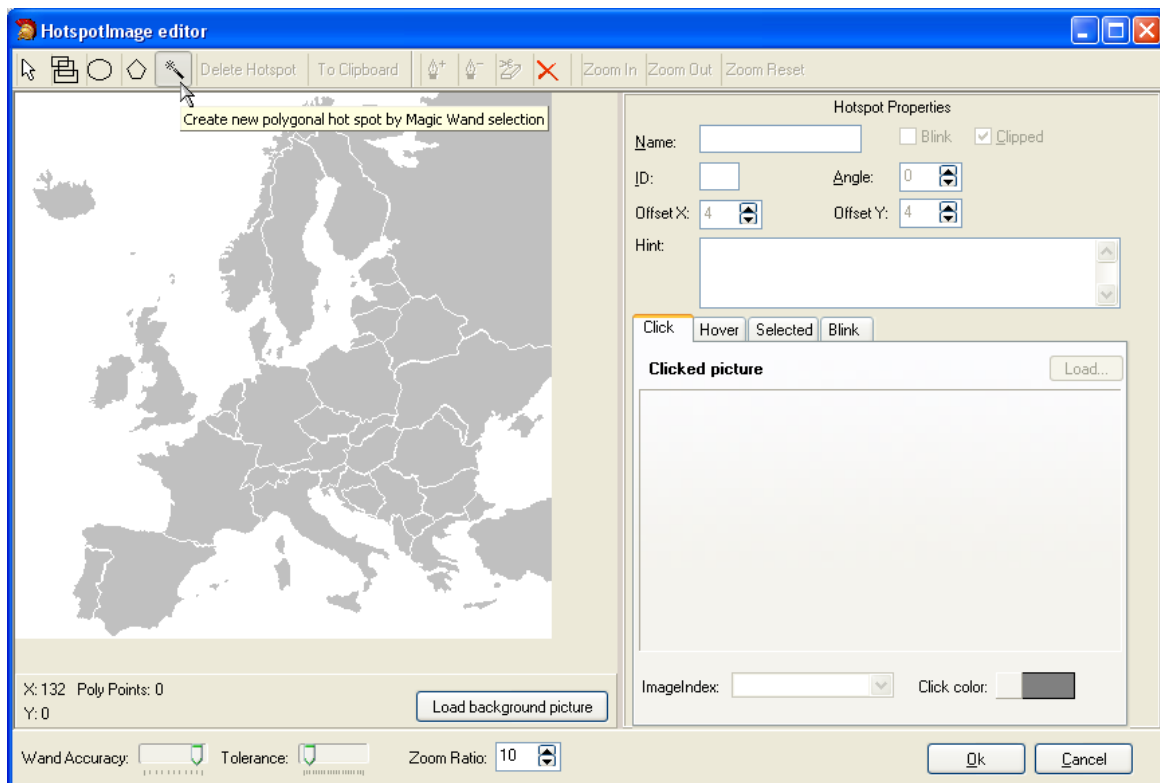 HotspotImage editor
Delete Hotspot To Clipboard Zoom In Zoom Out Zoom Reset
Create new polygonal hot spot by Magic Wand selection
Hotspot Properties
Name: Blink Clipped
ID: Angle: 0
Offset X: 4 Offset Y: 4
Hint:
Click Hover Selected Blink
Clicked picture Load...
ImageIndex: Click color:
X: 132 Poly Points: 0
Y: 0
Load background picture
Wand Accuracy: Tolerance: Zoom Ratio: 10 Ok Cancel